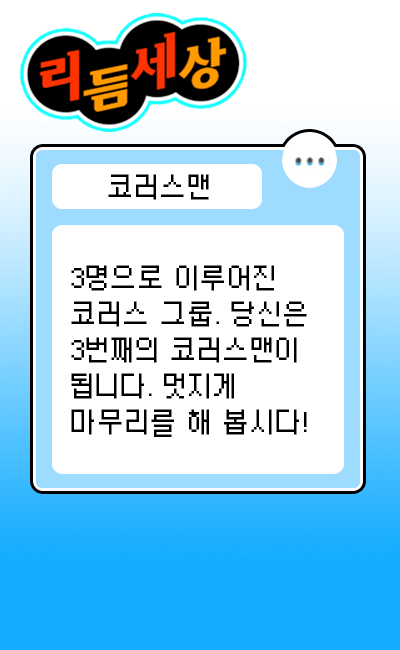 리듬세상
코러스맨
3명으로 이루어진
코러스 그룹. 당신은
3번째의 코러스맨이
됩니다. 멋지게
마무리를 해 봅시다!